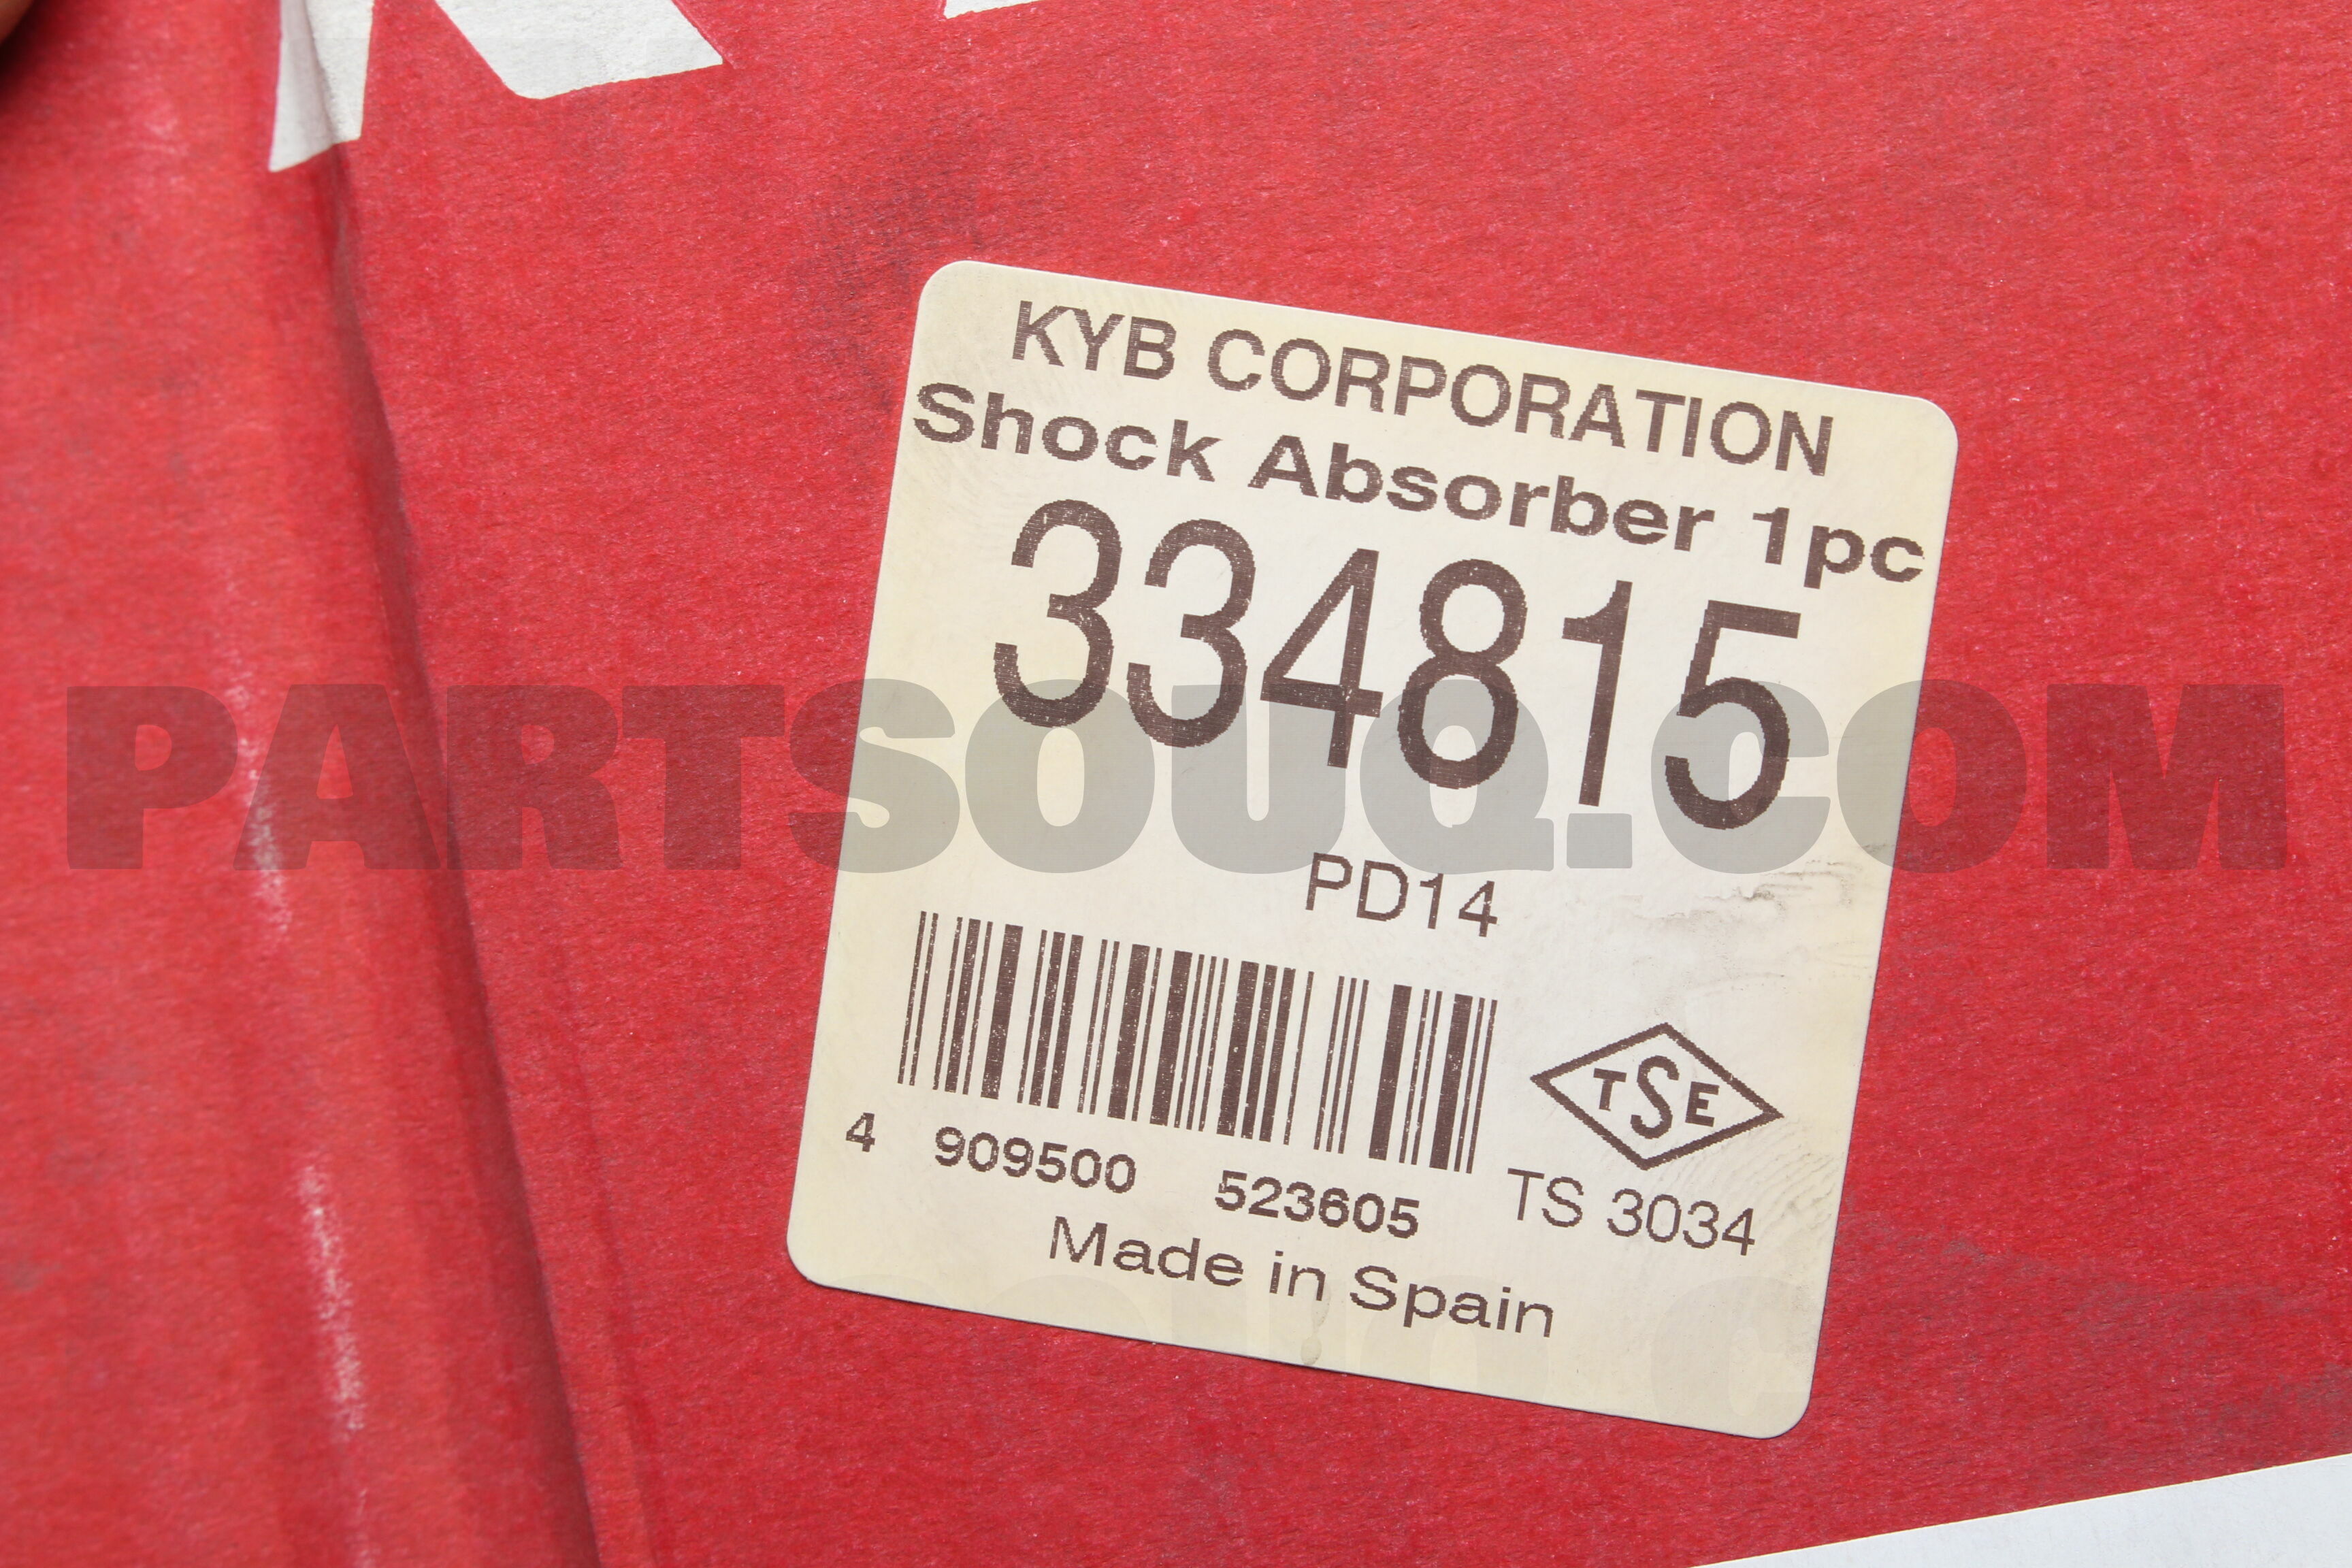 KYB CORPORATION
Shock Absorber 1pc
334815
PARTSOUQ.COM
PD14
TSE
4 909500 523605
TS 3034
Made in Spain